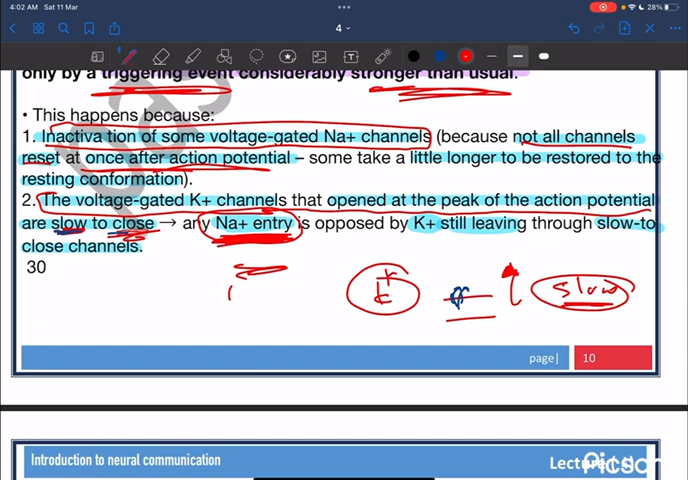 4:02 AM Sat 11 Mar
28%
4
only by a triggering event considerably stronger than usual.
• This happens because:
1. Inactivation of some voltage-gated Na+ channels (because not all channels
reset at once after action potential – some take a little longer to be restored to the
resting conformation).
2. The voltage-gated K+ channels that opened at the peak of the action potential
are slow to close → any Na+ entry is opposed by K+ still leaving through slow-to
close channels.
30
slow
page| 10
Introduction to neural communication
Lecture